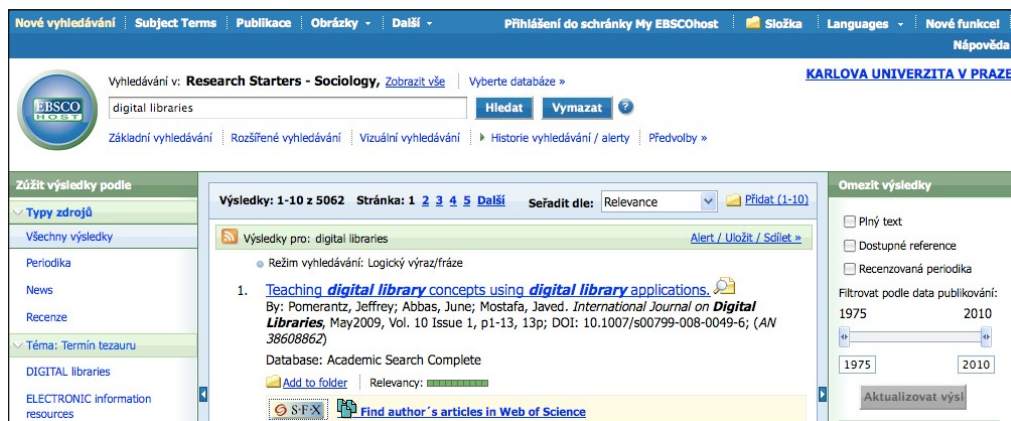 Nové vyhledávání Subject Terms Publikace Obrázky Další Přihlášení do schránky My EBSCOhost Složka Languages Nové funkce!
Nápověda
KARLOVA UNIVERZITA V PRAZE
Vyhledávání v: Research Starters - Sociology, Zobrazit vše Vyberte databáze »
EBSCO
HOST
digital libraries Hledat Vymazat ?
Základní vyhledávání Rozšířené vyhledávání Vizuální vyhledávání Historie vyhledávání / alerty Předvolby »
Zúžit výsledky podle
Typy zdrojů
Všechny výsledky
Periodika
News
Recenze
Téma: Termín tezauru
DIGITAL libraries
ELECTRONIC information
resources
Výsledky: 1-10 z 5062 Stránka: 1 2 3 4 5 Další Seřadit dle: Relevance Přidat (1-10)
Výsledky pro: digital libraries Alert / Uložit / Sdílet »
Režim vyhledávání: Logický výraz/fráze
1. Teaching digital library concepts using digital library applications.
By: Pomerantz, Jeffrey; Abbas, June; Mostafa, Javed. International Journal on Digital
Libraries, May2009, Vol. 10 Issue 1, p1-13, 13p; DOI: 10.1007/s00799-008-0049-6; (AN
38608862)
Database: Academic Search Complete
Add to folder Relevancy:
S·F·X Find author´s articles in Web of Science
Omezit výsledky
Plný text
Dostupné reference
Recenzovaná periodika
Filtrovat podle data publikování:
1975 2010
1975 2010
Aktualizovat výsl